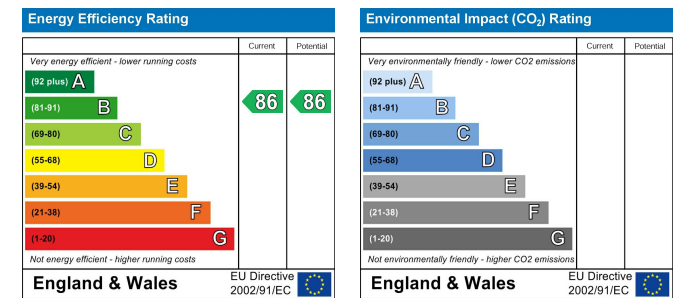 Energy Efficiency Rating
Current Potential
Very energy efficient - lower running costs
(92 plus) A
(81-91) B 86 86
(69-80) C
(55-68) D
(39-54) E
(21-38) F
(1-20) G
Not energy efficient - higher running costs
England & Wales
EU Directive
2002/91/EC
Environmental Impact (CO₂) Rating
Current Potential
Very environmentally friendly - lower CO2 emissions
(92 plus) A
(81-91) B
(69-80) C
(55-68) D
(39-54) E
(21-38) F
(1-20) G
Not environmentally friendly - higher CO2 emissions
England & Wales
EU Directive
2002/91/EC